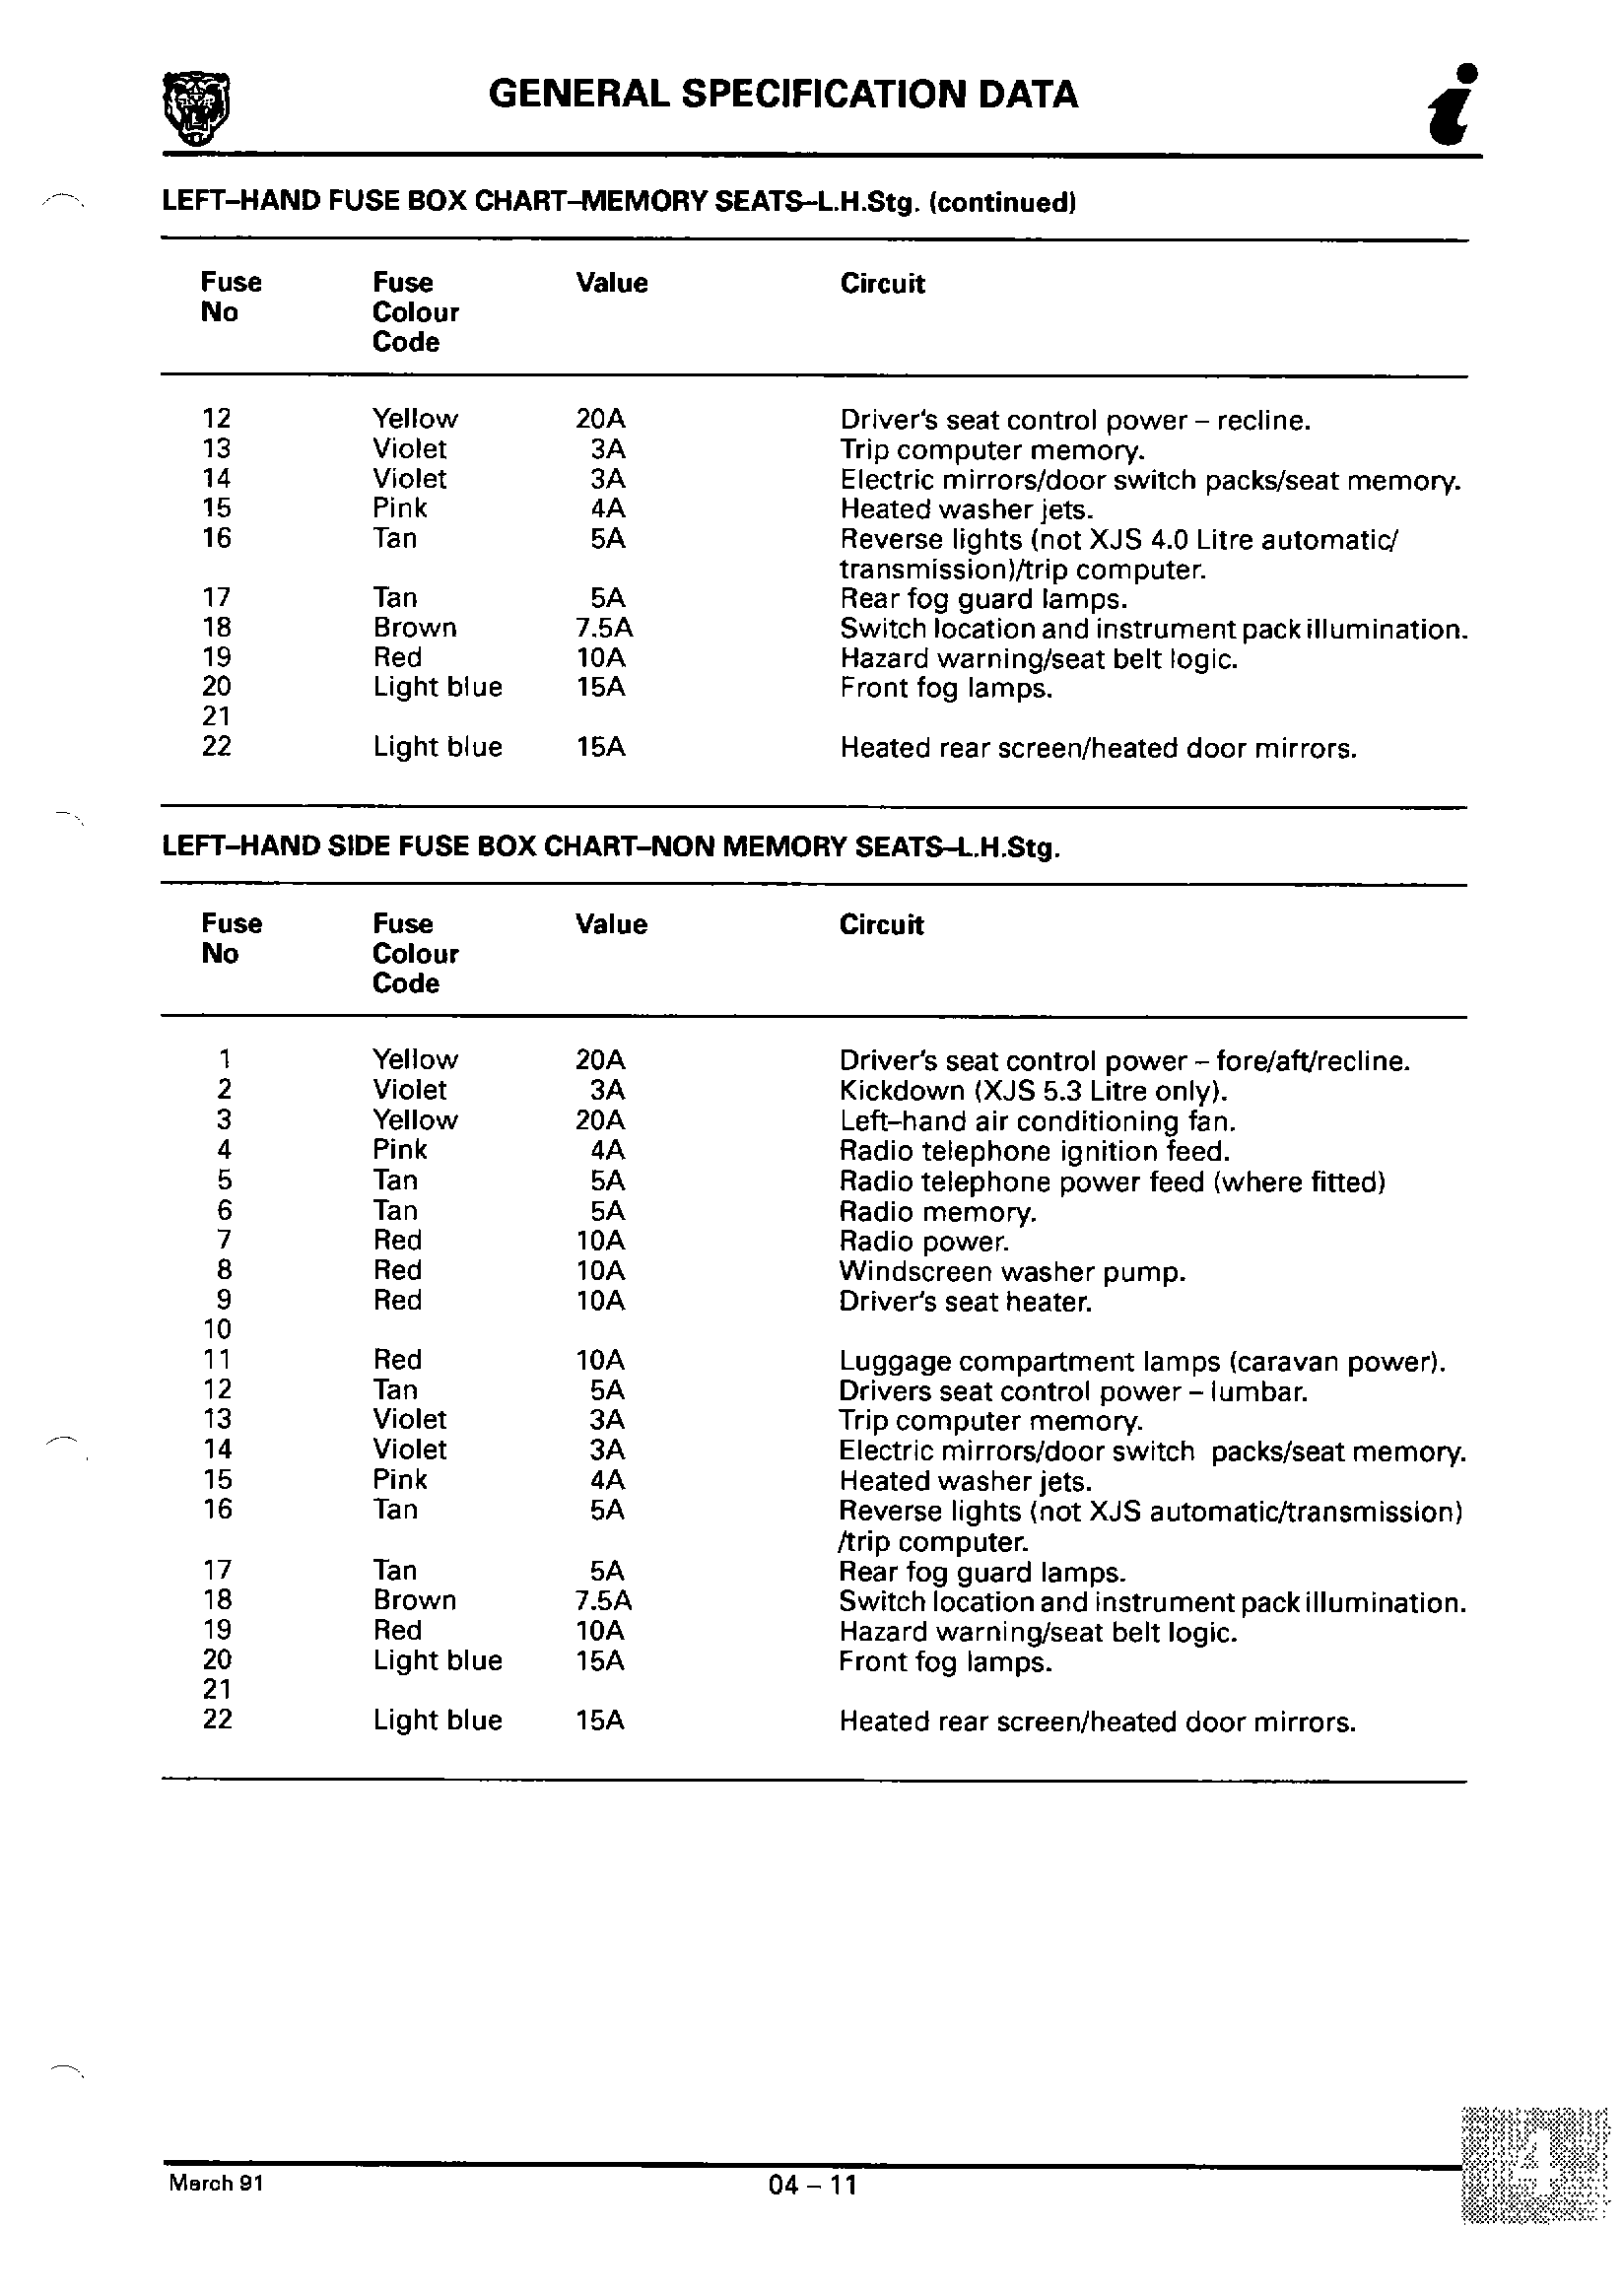 GENERAL SPECIFICATION DATA
i
LEFT–HAND FUSE BOX CHART–MEMORY SEATS–L.H.Stg. (continued)
Fuse Fuse Value Circuit
No Colour
Code
12 Yellow 20A Driver's seat control power – recline.
13 Violet 3A Trip computer memory.
14 Violet 3A Electric mirrors/door switch packs/seat memory.
15 Pink 4A Heated washer jets.
16 Tan 5A Reverse lights (not XJS 4.0 Litre automatic/
transmission)/trip computer.
17 Tan 5A Rear fog guard lamps.
18 Brown 7.5A Switch location and instrument pack illumination.
19 Red 10A Hazard warning/seat belt logic.
20 Light blue 15A Front fog lamps.
21
22 Light blue 15A Heated rear screen/heated door mirrors.
LEFT–HAND SIDE FUSE BOX CHART–NON MEMORY SEATS–L.H.Stg.
Fuse Fuse Value Circuit
No Colour
Code
1 Yellow 20A Driver's seat control power – fore/aft/recline.
2 Violet 3A Kickdown (XJS 5.3 Litre only).
3 Yellow 20A Left–hand air conditioning fan.
4 Pink 4A Radio telephone ignition feed.
5 Tan 5A Radio telephone power feed (where fitted)
6 Tan 5A Radio memory.
7 Red 10A Radio power.
8 Red 10A Windscreen washer pump.
9 Red 10A Driver's seat heater.
10
11 Red 10A Luggage compartment lamps (caravan power).
12 Tan 5A Drivers seat control power – lumbar.
13 Violet 3A Trip computer memory.
14 Violet 3A Electric mirrors/door switch packs/seat memory.
15 Pink 4A Heated washer jets.
16 Tan 5A Reverse lights (not XJS automatic/transmission)
/trip computer.
17 Tan 5A Rear fog guard lamps.
18 Brown 7.5A Switch location and instrument pack illumination.
19 Red 10A Hazard warning/seat belt logic.
20 Light blue 15A Front fog lamps.
21
22 Light blue 15A Heated rear screen/heated door mirrors.
4
March 91 04 – 11